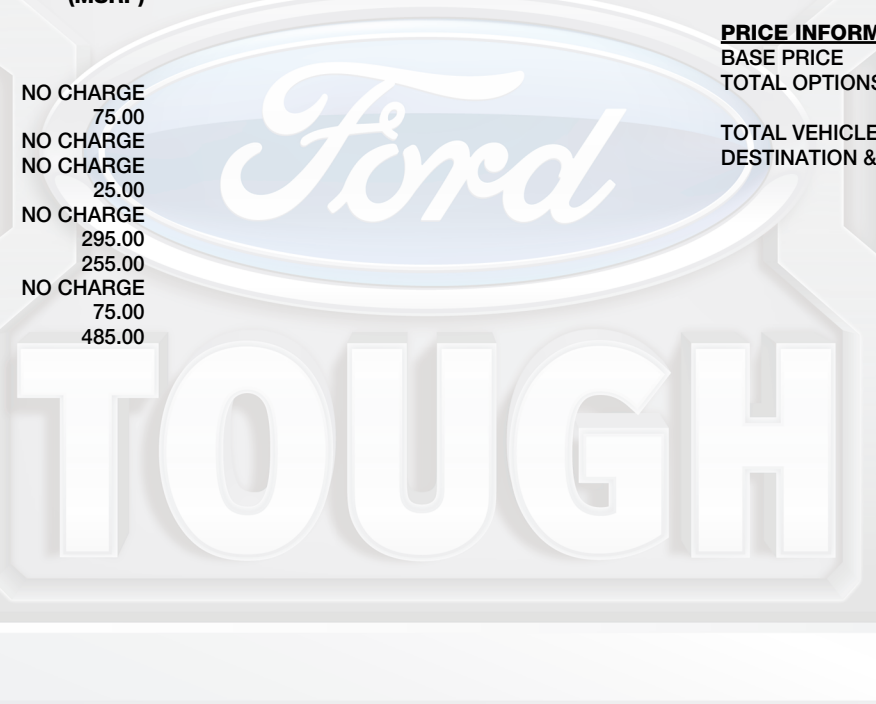 (MSRP)
NO CHARGE
75.00
NO CHARGE
NO CHARGE
25.00
NO CHARGE
295.00
255.00
NO CHARGE
75.00
485.00
PRICE INFORM
BASE PRICE
TOTAL OPTIONS
TOTAL VEHICLE
DESTINATION &
Ford
TOUGH